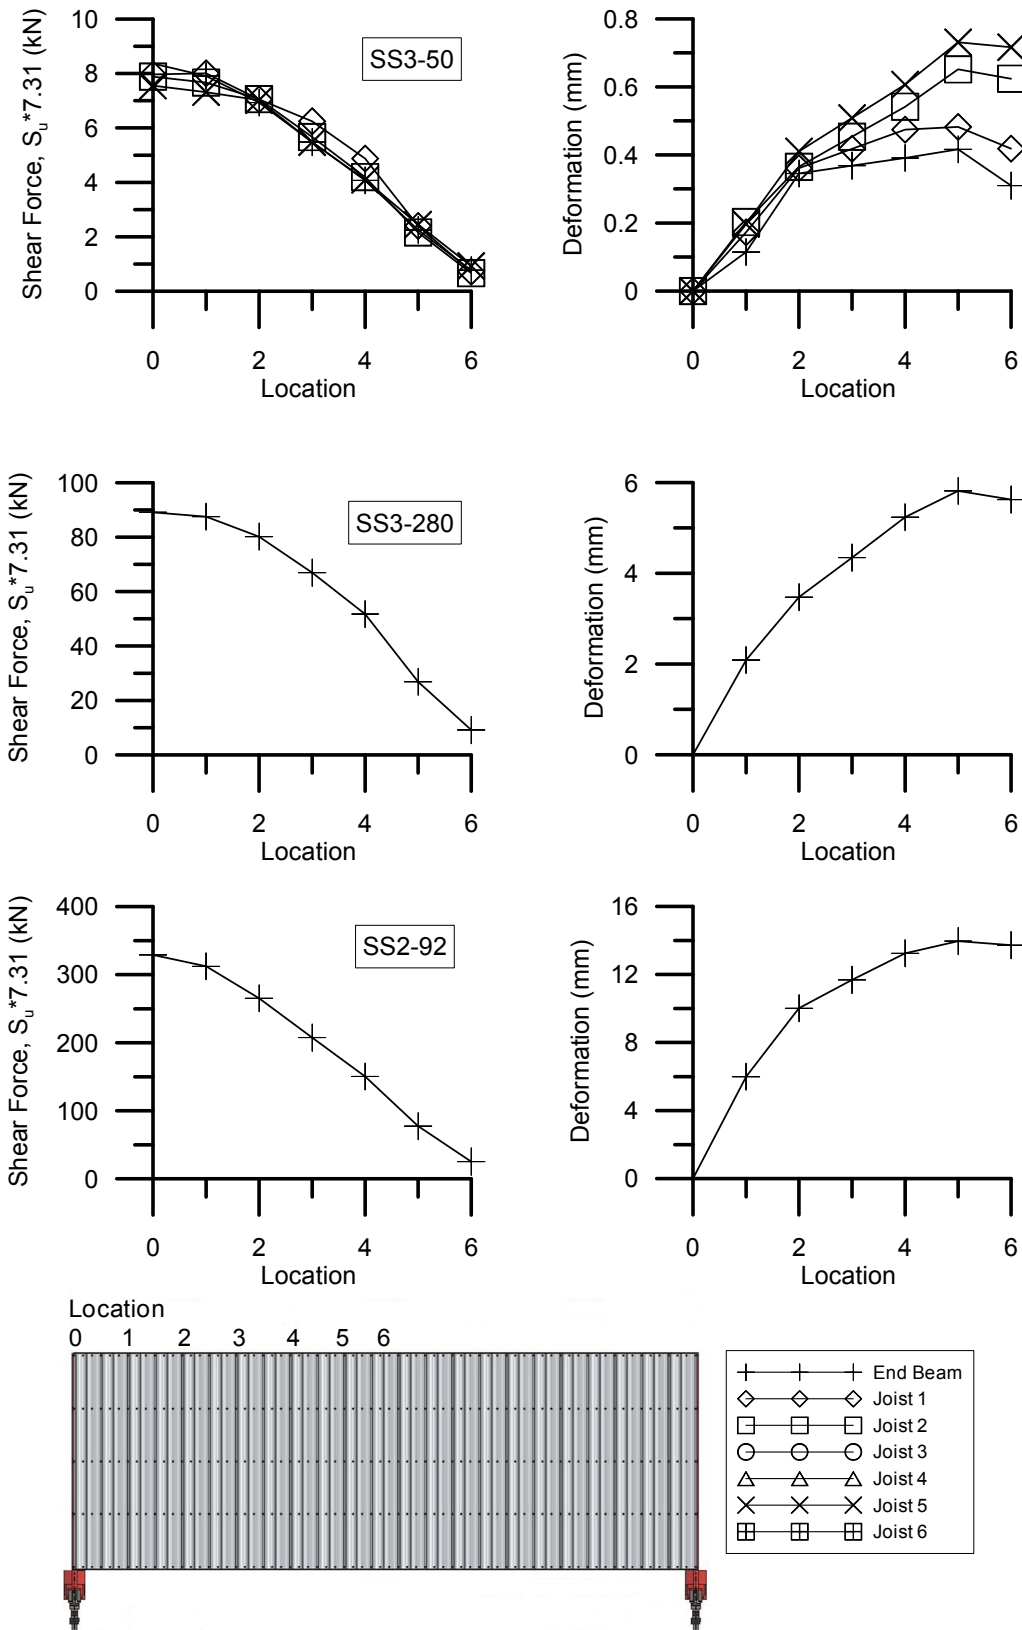 Shear Force, Su*7.31 (kN)
10
8
6
4
2
0
0 2 4 6
Location
SS3-50
Deformation (mm)
0.8
0.6
0.4
0.2
0
0 2 4 6
Location
Shear Force, Su*7.31 (kN)
100
80
60
40
20
0
0 2 4 6
Location
SS3-280
Deformation (mm)
6
4
2
0
0 2 4 6
Location
Shear Force, Su*7.31 (kN)
400
300
200
100
0
0 2 4 6
Location
SS2-92
Deformation (mm)
16
12
8
4
0
0 2 4 6
Location
Location
0 1 2 3 4 5 6
End Beam
Joist 1
Joist 2
Joist 3
Joist 4
Joist 5
Joist 6